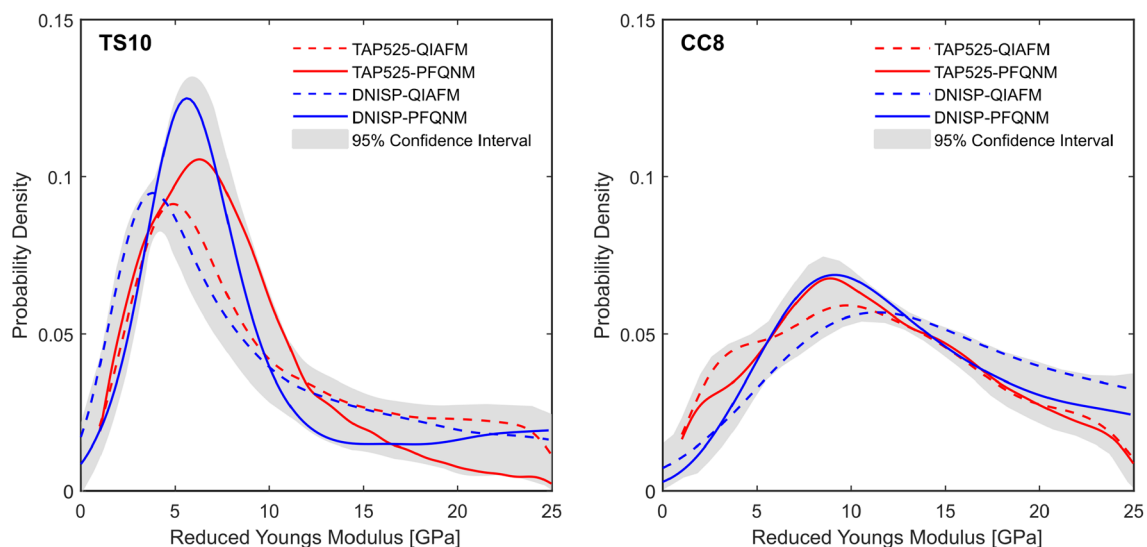 TS10
TAP525-QIAFM
TAP525-PFQNM
DNISP-QIAFM
DNISP-PFQNM
95% Confidence Interval
0.15
0.1
0.05
0
Probability Density
0 5 10 15 20 25
Reduced Youngs Modulus [GPa]
CC8
TAP525-QIAFM
TAP525-PFQNM
DNISP-QIAFM
DNISP-PFQNM
95% Confidence Interval
0.15
0.1
0.05
0
Probability Density
0 5 10 15 20 25
Reduced Youngs Modulus [GPa]